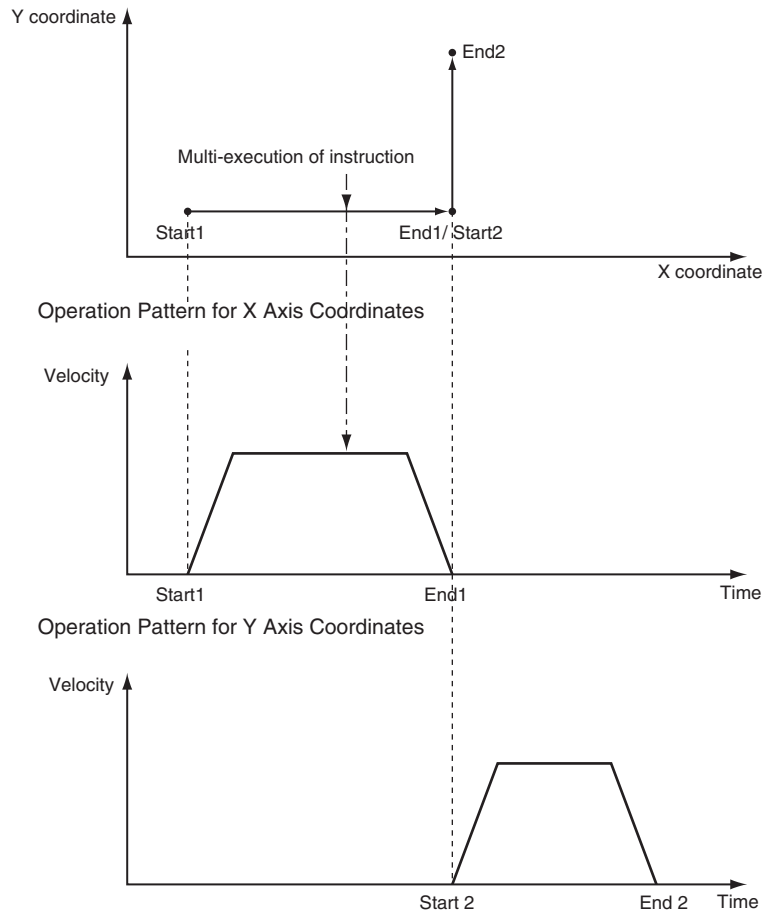 Y coordinate
End2
Multi-execution of instruction
Start1
End1/ Start2
X coordinate
Operation Pattern for X Axis Coordinates
Velocity
Start1
End1
Time
Operation Pattern for Y Axis Coordinates
Velocity
Start 2
End 2
Time